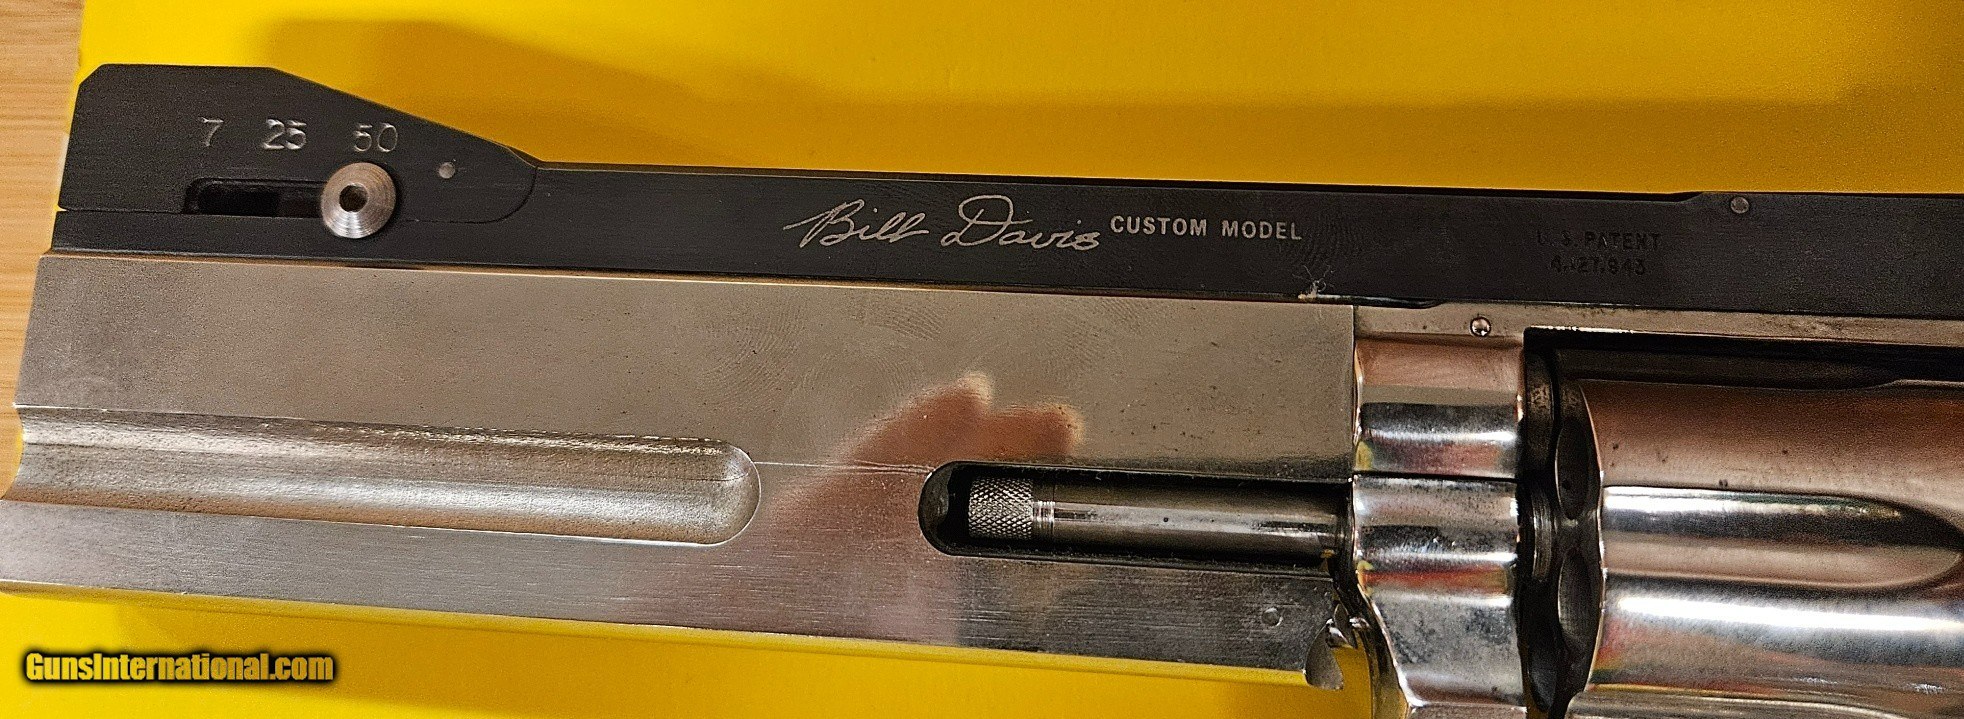 7 25 50
Bill Davis CUSTOM MODEL
U.S. PATENT
GunsInternational.com